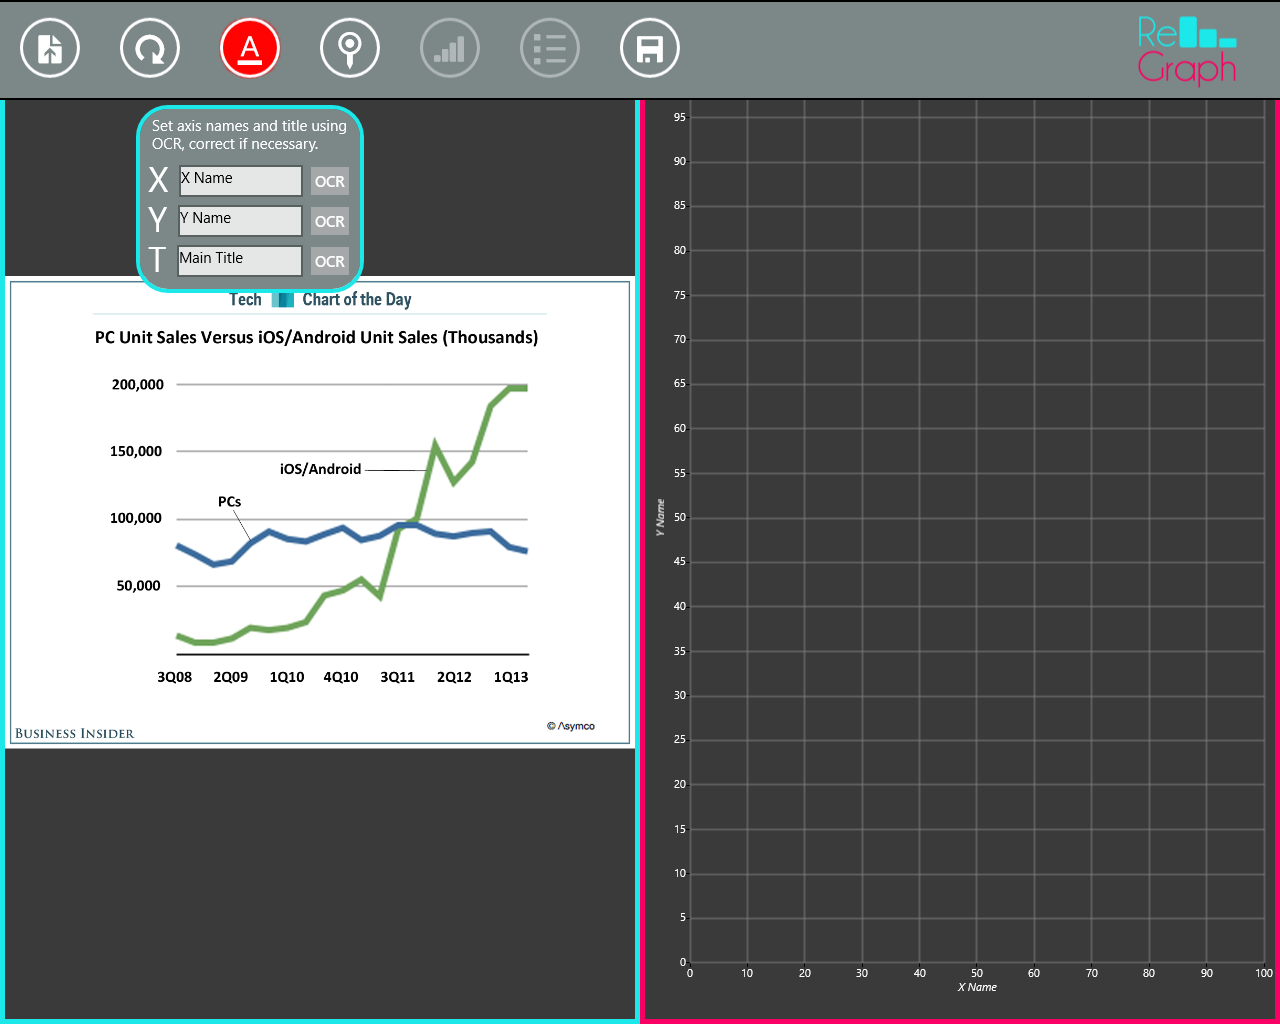 A
Re
Graph
Set axis names and title using
OCR, correct if necessary.
X X Name OCR
Y Y Name OCR
T Main Title OCR
Tech Chart of the Day
PC Unit Sales Versus iOS/Android Unit Sales (Thousands)
200,000
150,000
iOS/Android
PCs
100,000
50,000
3Q08 2Q09 1Q10 4Q10 3Q11 2Q12 1Q13
© Asymco
BUSINESS INSIDER
95
90
85
80
75
70
65
60
55
50
45
40
35
30
25
20
15
10
5
0
Y Name
0 10 20 30 40 50 60 70 80 90 100
X Name